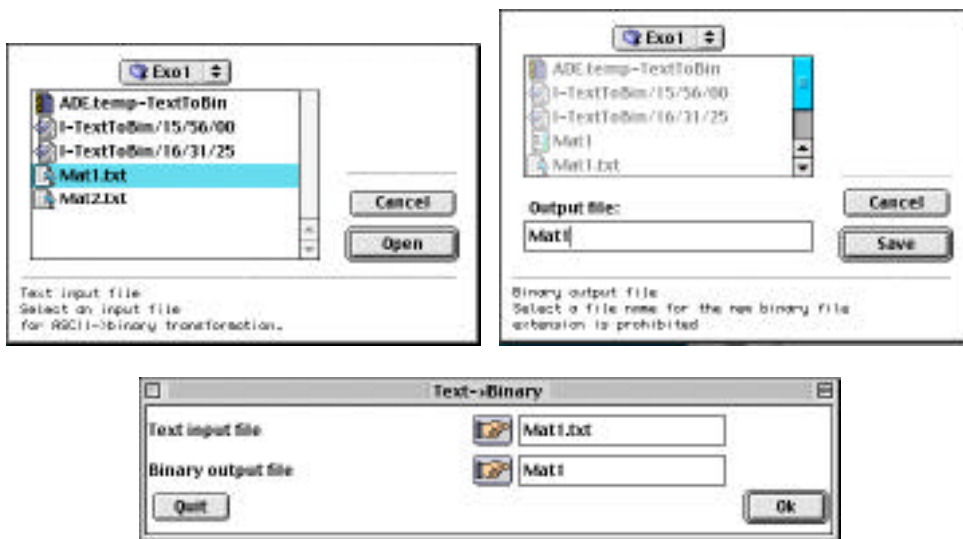 Exo1
ADE.temp-TextToBin
I-TextToBin/15/56/00
I-TextToBin/16/31/25
Mat1.txt
Mat2.txt
Cancel
Open
Text input file
Select an input file
for ASCII->binary transformation.
Exo1
ADE.temp-TextToBin
I-TextToBin/15/56/00
I-TextToBin/16/31/25
Mat1
Mat1.txt
Output file:
Cancel
Mat1
Save
Binary output file
Select a file name for the new binary file
extension is prohibited
Text->Binary
Text input file Mat1.txt
Binary output file Mat1
Quit Ok